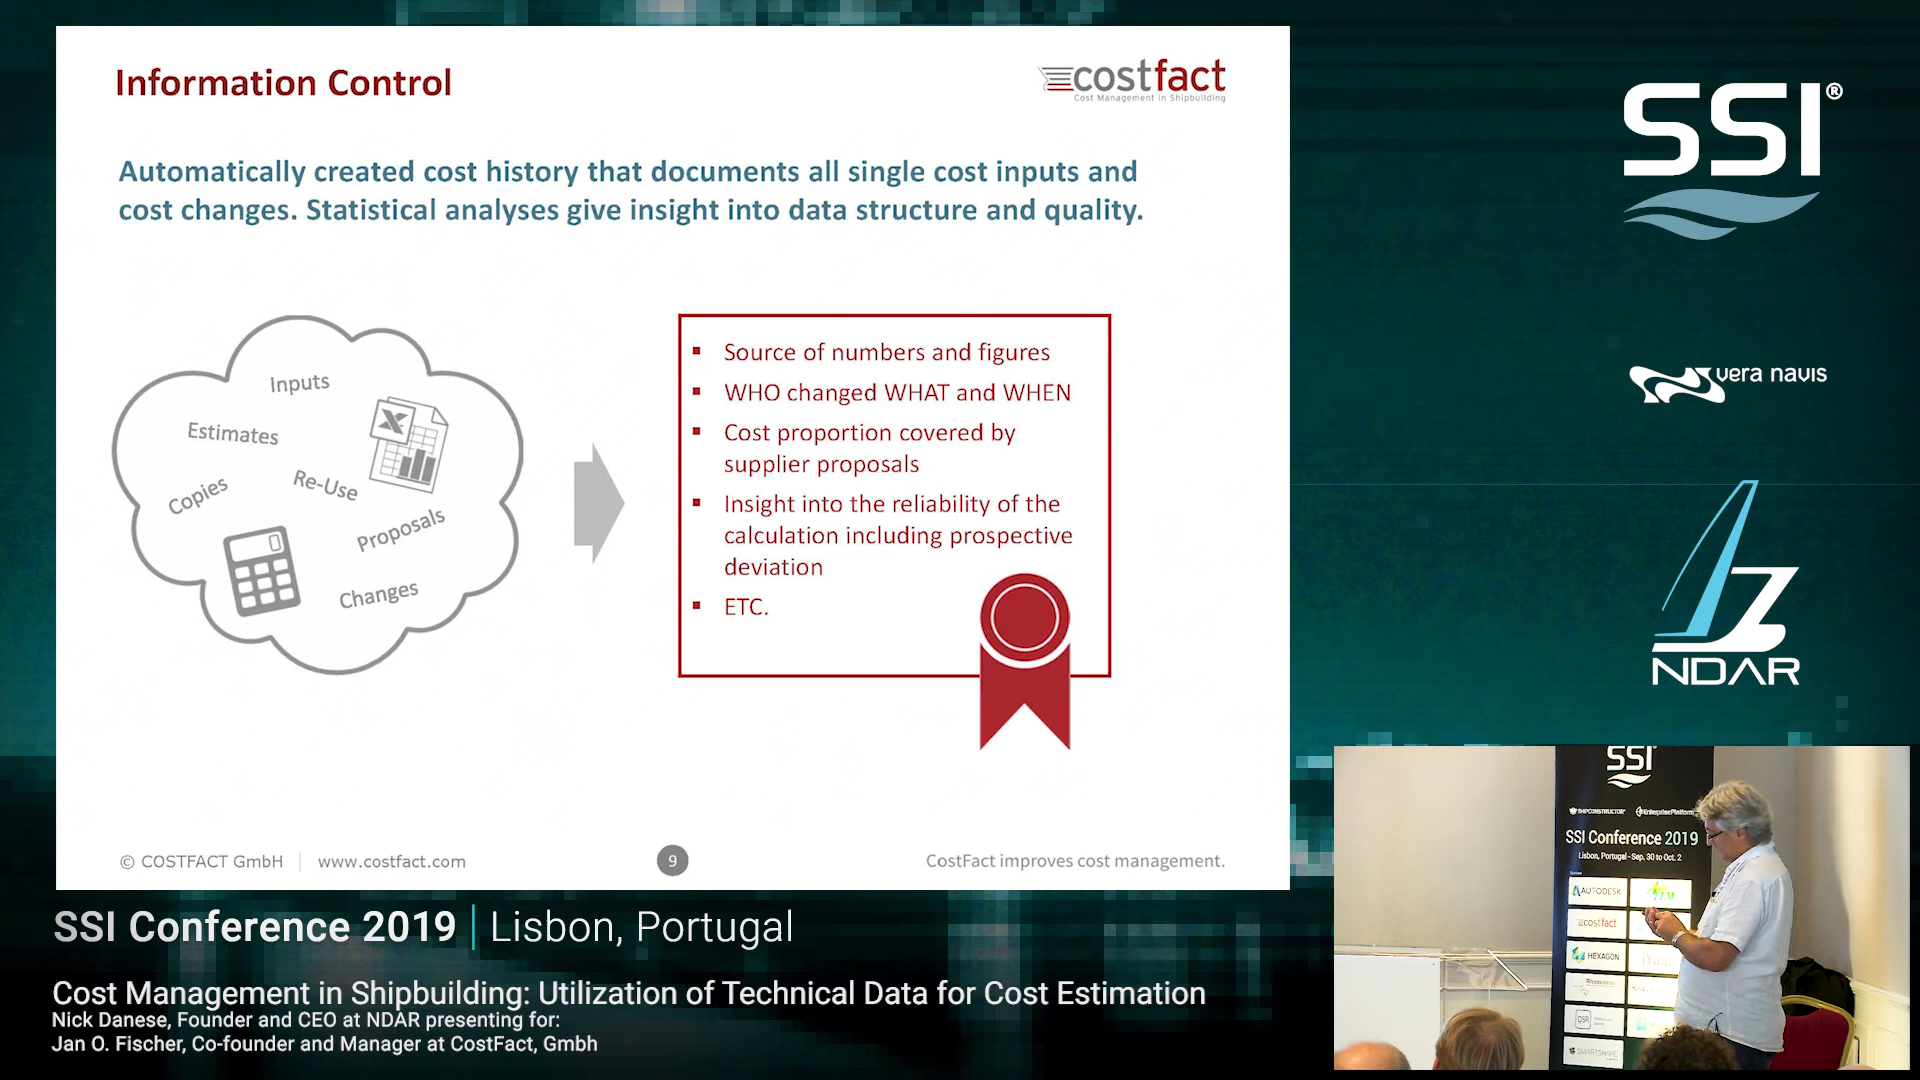 Information Control
costfact
Cost Management in Shipbuilding
Automatically created cost history that documents all single cost inputs and
cost changes. Statistical analyses give insight into data structure and quality.
Inputs
Estimates
Copies
Re-Use
Proposals
Changes
X
Source of numbers and figures
WHO changed WHAT and WHEN
Cost proportion covered by
supplier proposals
Insight into the reliability of the
calculation including prospective
deviation
ETC.
© COSTFACT GmbH
www.costfact.com
9
CostFact improves cost management.
SSI®
vera navis
NDAR
SSI
SHIPCONSTRUCTOR
EnterprisePlatform
SSI Conference 2019
Lisbon, Portugal - Sep. 30 to Oct. 2
AUTODESK
costfact
HEXAGON
Rhinoceros
QSR
SMARTSHAPE
SSI Conference 2019 | Lisbon, Portugal
Cost Management in Shipbuilding: Utilization of Technical Data for Cost Estimation
Nick Danese, Founder and CEO at NDAR presenting for:
Jan O. Fischer, Co-founder and Manager at CostFact, Gmbh